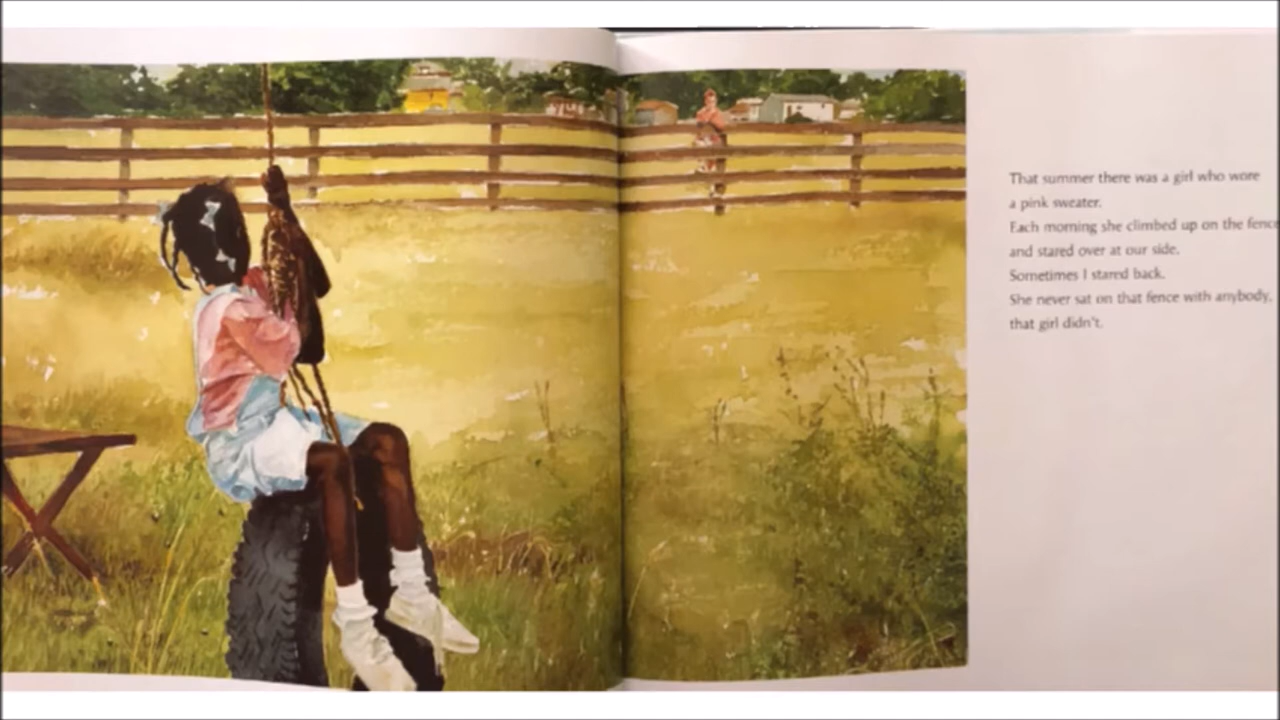 That summer there was a girl who wore
a pink sweater.
Each morning she climbed up on the fence
and stared over at our side.
Sometimes I stared back.
She never sat on that fence with anybody,
that girl didn't.